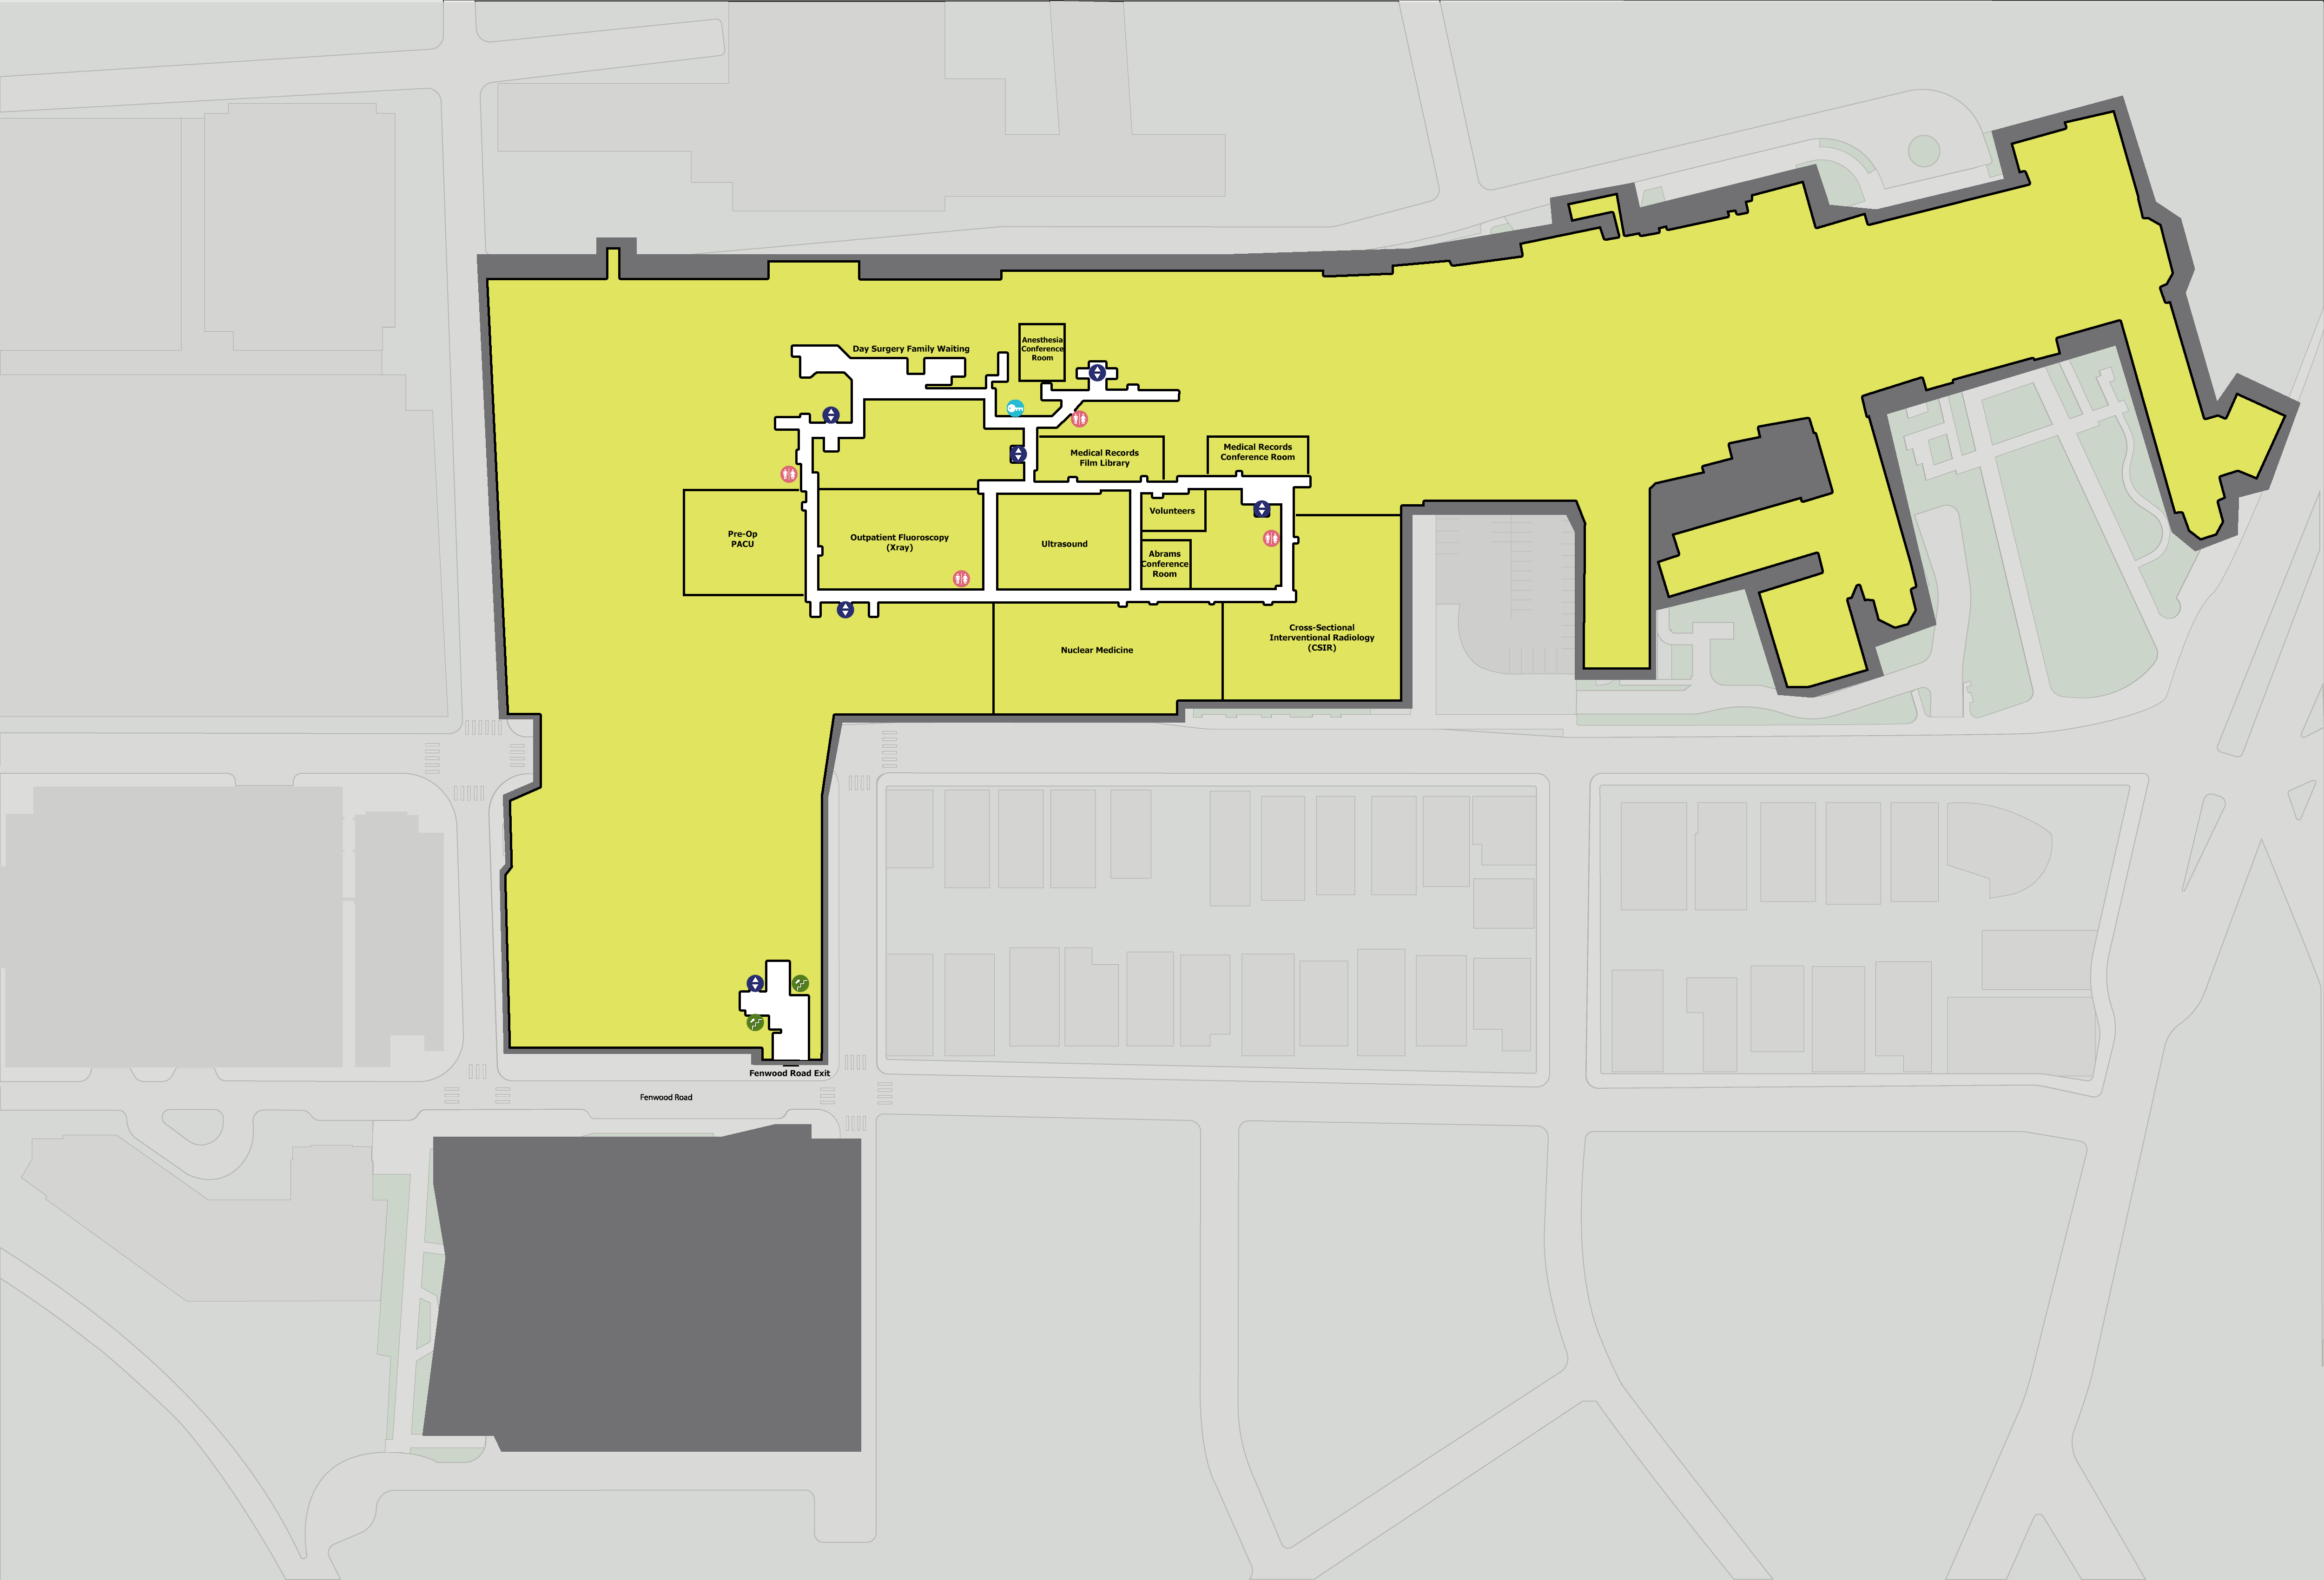 Anesthesia
Conference
Room
Day Surgery Family Waiting
Medical Records
Film Library
Medical Records
Conference Room
Volunteers
Pre-Op
PACU
Outpatient Fluoroscopy
(Xray)
Ultrasound
Abrams
Conference
Room
Cross-Sectional
Interventional Radiology
(CSIR)
Nuclear Medicine
Fenwood Road Exit
Fenwood Road